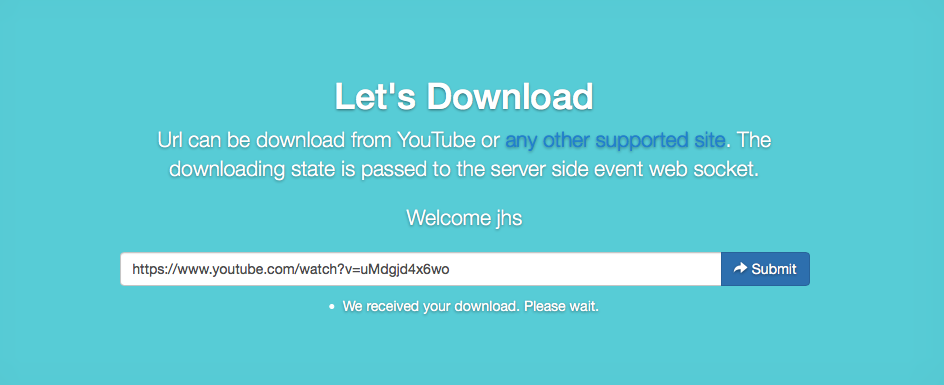 Let's Download
Url can be download from YouTube or any other supported site. The
downloading state is passed to the server side event web socket.
Welcome jhs
https://www.youtube.com/watch?v=uMdgjd4x6wo
Submit
We received your download. Please wait.